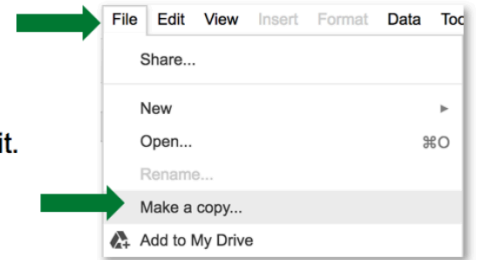 File Edit View Insert Format Data
Share...
New
Open... ⌘O
Rename...
it.
Make a copy...
Add to My Drive